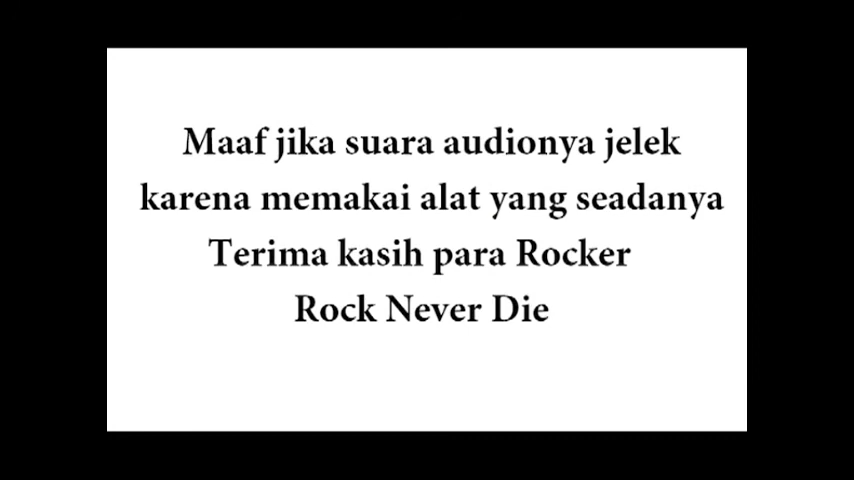 Maaf jika suara audionya jelek
karena memakai alat yang seadanya
Terima kasih para Rocker
Rock Never Die